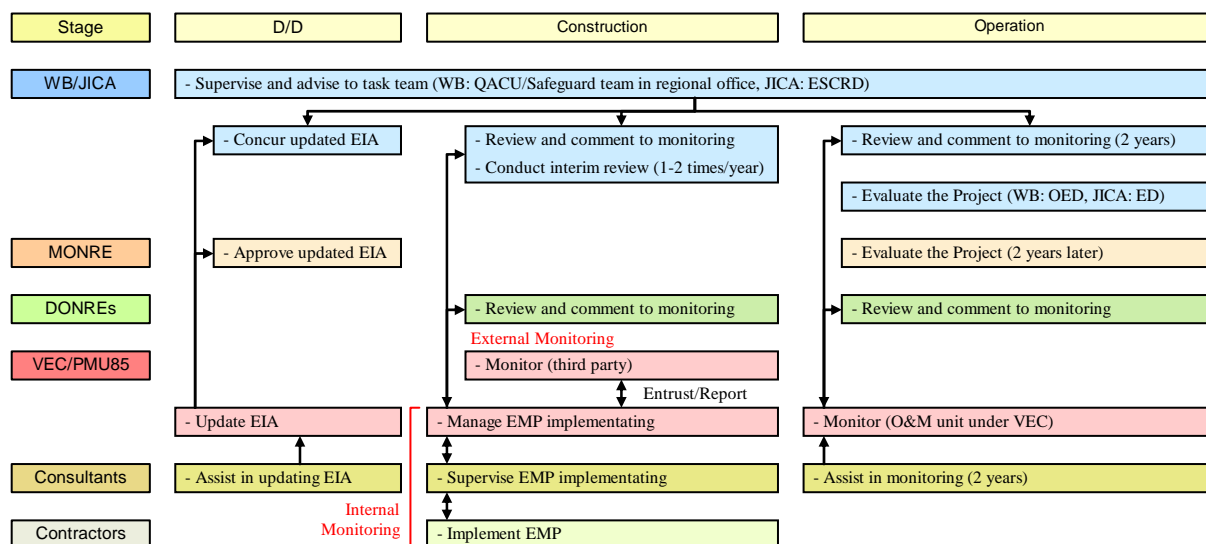 Stage
D/D
Construction
Operation
WB/JICA
- Supervise and advise to task team (WB: QACU/Safeguard team in regional office, JICA: ESCRD)
- Concur updated EIA
- Review and comment to monitoring
- Conduct interim review (1-2 times/year)
- Review and comment to monitoring (2 years)
- Evaluate the Project (WB: OED, JICA: ED)
MONRE
- Approve updated EIA
- Evaluate the Project (2 years later)
DONREs
- Review and comment to monitoring
- Review and comment to monitoring
External Monitoring
VEC/PMU85
- Monitor (third party)
Entrust/Report
- Update EIA
- Manage EMP implementating
- Monitor (O&M unit under VEC)
Consultants
- Assist in updating EIA
- Supervise EMP implementating
- Assist in monitoring (2 years)
Internal
Monitoring
Contractors
- Implement EMP